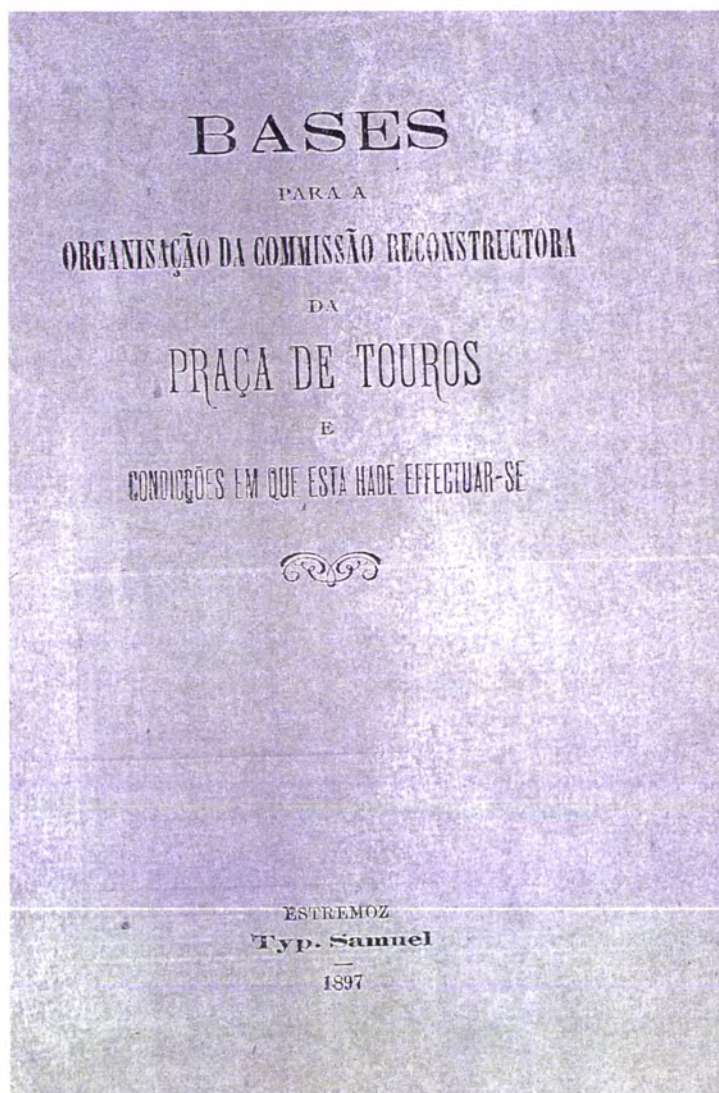 BASES
PARA A
ORGANISAÇÃO DA COMMISSÃO RECONSTRUCTORA
DA
PRAÇA DE TOUROS
E
CONDICÇÕES EM QUE ESTA HADE EFFECTUAR-SE
ESTREMOZ
Typ. Samuel
1897